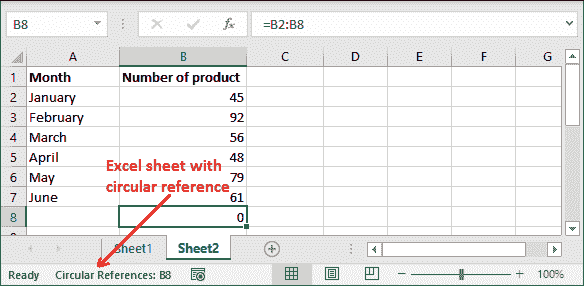 B8 fx =B2:B8
A B C D E F G
1 Month Number of product
2 January 45
3 February 92
4 March 56
5 April 48
6 May 79
7 June 61
8 0
Excel sheet with
circular reference
Sheet1 Sheet2
Ready Circular References: B8 100%